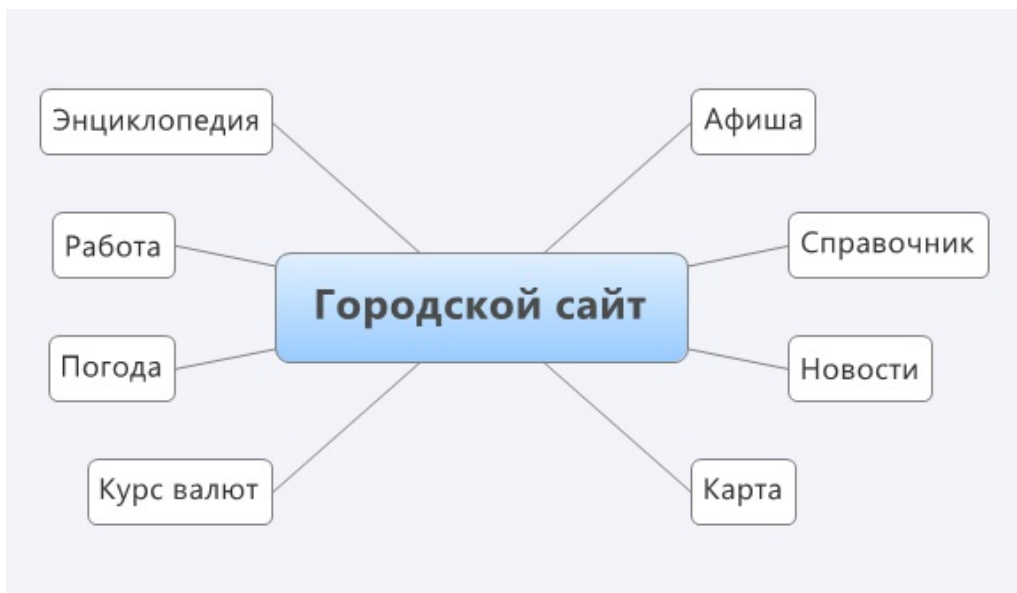 Энциклопедия
Афиша
Работа
Справочник
Городской сайт
Погода
Новости
Курс валют
Карта